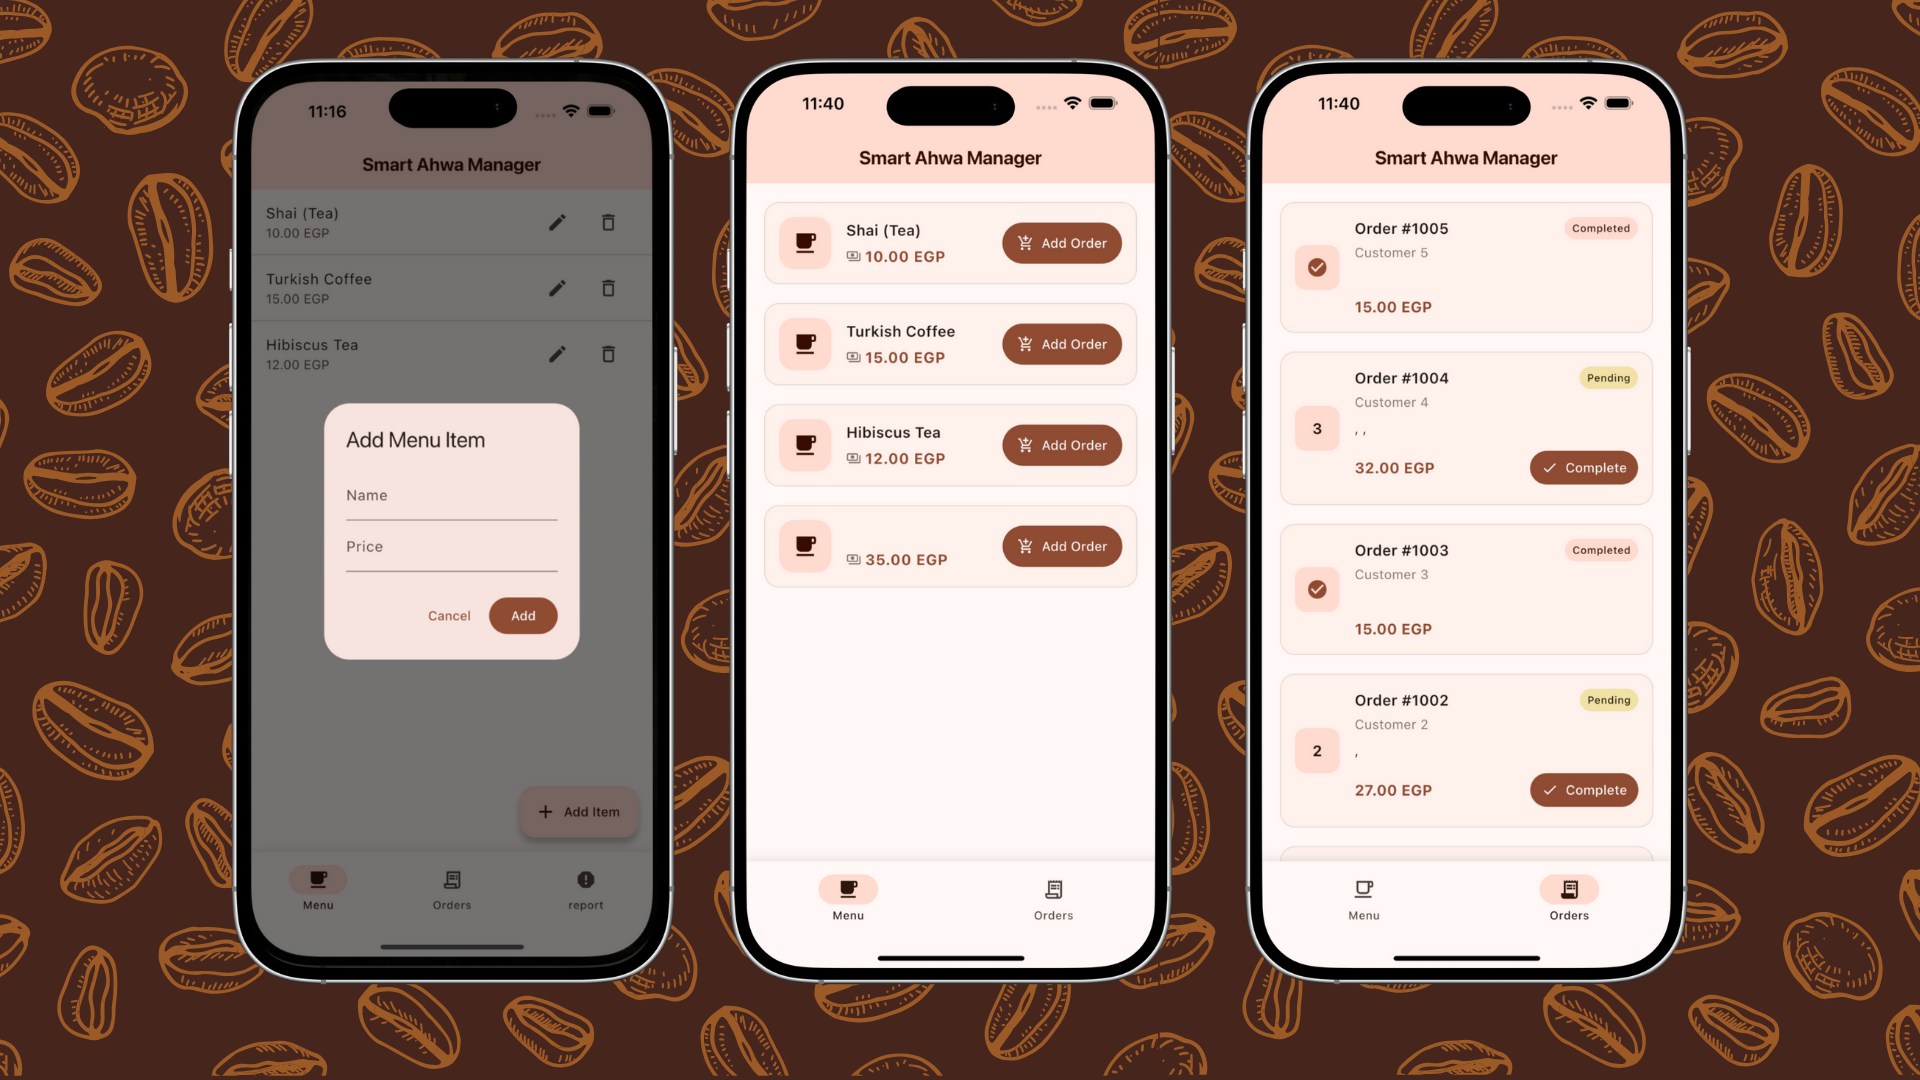 11:16
Smart Ahwa Manager
Shai (Tea)
10.00 EGP
Turkish Coffee
15.00 EGP
Hibiscus Tea
12.00 EGP
Add Menu Item
Name
Price
Cancel
Add
Add Item
Menu
Orders
report
11:40
Smart Ahwa Manager
Shai (Tea)
10.00 EGP
Add Order
Turkish Coffee
15.00 EGP
Add Order
Hibiscus Tea
12.00 EGP
Add Order
35.00 EGP
Add Order
Menu
Orders
11:40
Smart Ahwa Manager
Order #1005
Completed
Customer 5
15.00 EGP
Order #1004
Pending
Customer 4
3
, ,
32.00 EGP
Complete
Order #1003
Completed
Customer 3
15.00 EGP
Order #1002
Pending
Customer 2
2
,
27.00 EGP
Complete
Menu
Orders